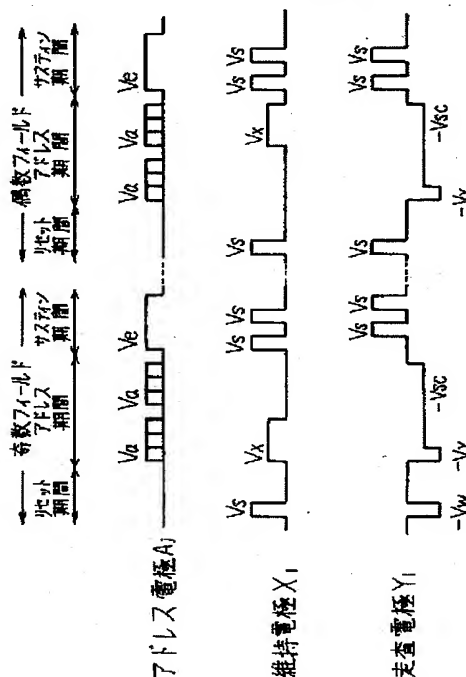 奇数フィールド
偶数フィールド
リセット
期間
アドレス
期間
サスティン
期間
リセット
期間
アドレス
期間
サスティン
期間
アドレス電極Aj
Va Va Ve Va Va Ve
維持電極X1
Vs Vx Vs Vs Vs Vx Vs Vs
走査電極Y1
-Vw -Vy -Vsc Vs Vs Vs -Vy -Vsc Vs Vs